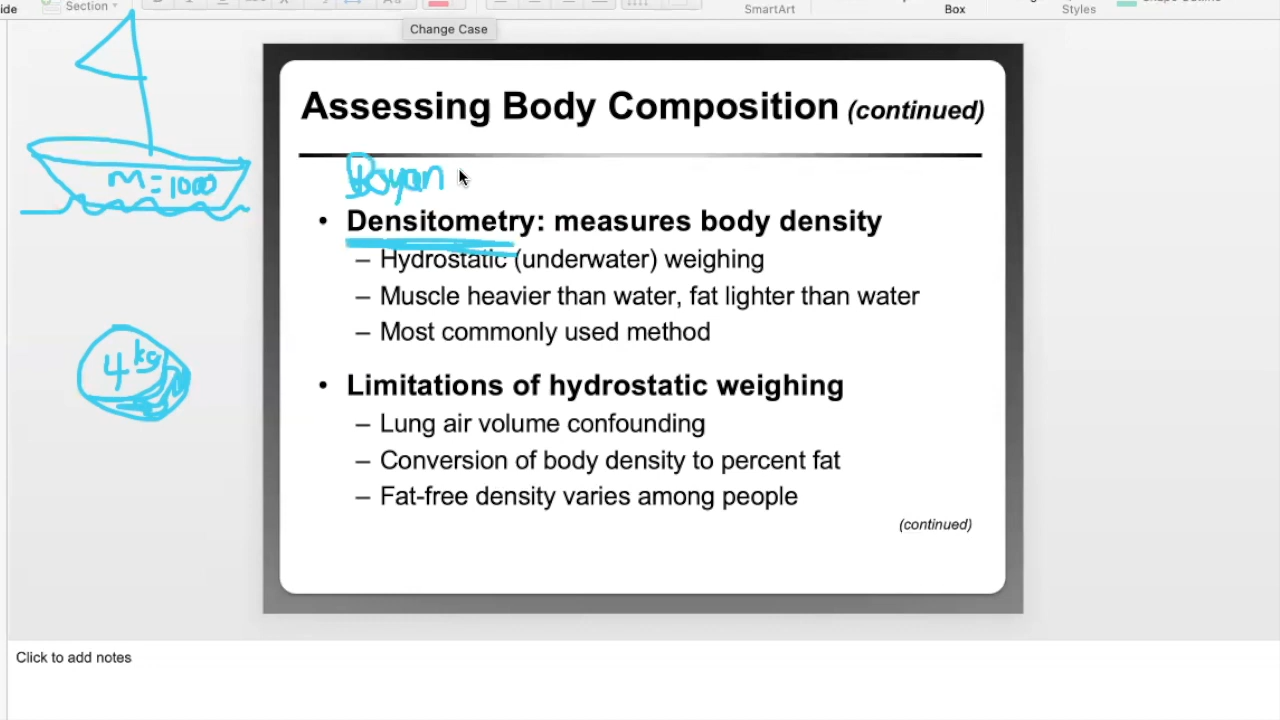 ide
Section
SmartArt
Box
Styles
Change Case
M=1000
4 kg
Assessing Body Composition (continued)
Boyan
• Densitometry: measures body density
– Hydrostatic (underwater) weighing
– Muscle heavier than water, fat lighter than water
– Most commonly used method
• Limitations of hydrostatic weighing
– Lung air volume confounding
– Conversion of body density to percent fat
– Fat-free density varies among people
(continued)
Click to add notes